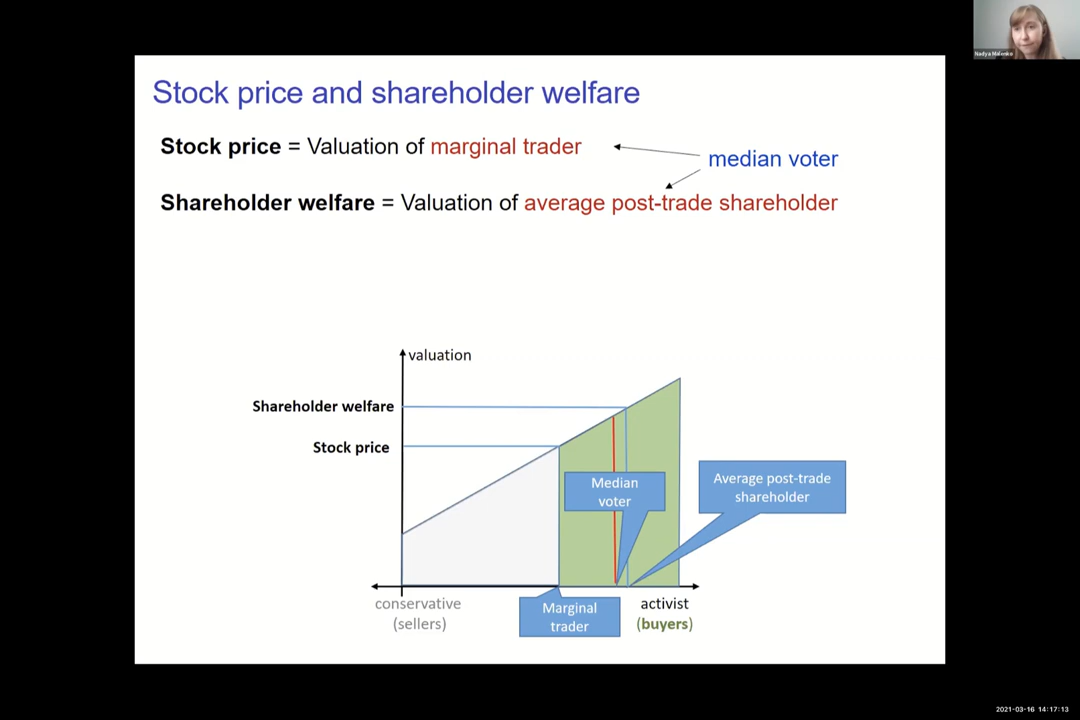 Nadya Malenko
Stock price and shareholder welfare
Stock price = Valuation of marginal trader
median voter
Shareholder welfare = Valuation of average post-trade shareholder
valuation
Shareholder welfare
Stock price
Median
voter
Average post-trade
shareholder
conservative
(sellers)
Marginal
trader
activist
(buyers)
2021-03-16 14:17:13